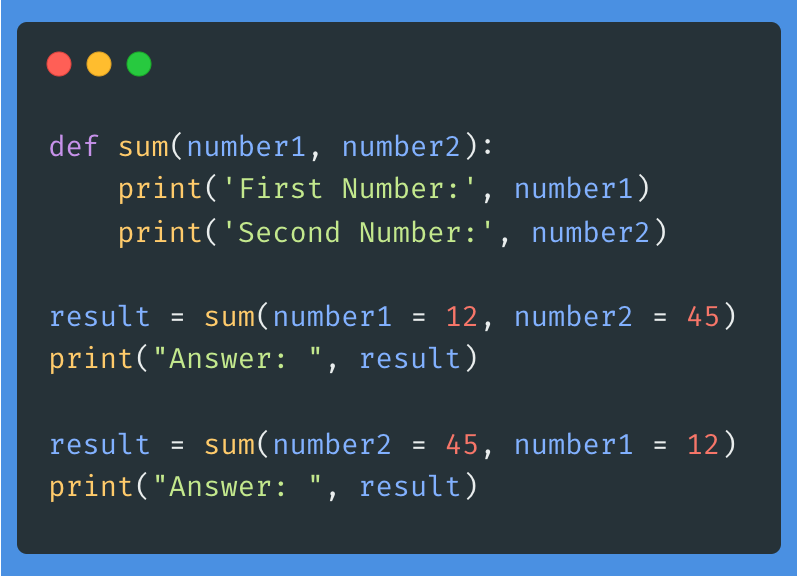 def sum(number1, number2):
    print('First Number:', number1)
    print('Second Number:', number2)

result = sum(number1 = 12, number2 = 45)
print("Answer: ", result)

result = sum(number2 = 45, number1 = 12)
print("Answer: ", result)